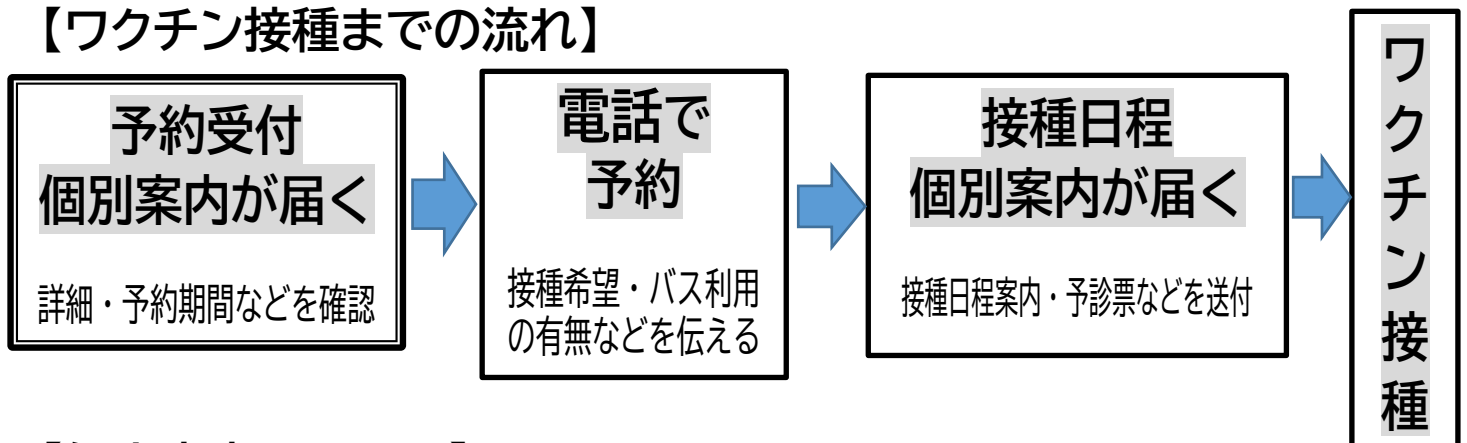 【ワクチン接種までの流れ】
予約受付
個別案内が届く
詳細・予約期間などを確認
電話で
予約
接種希望・バス利用
の有無などを伝える
接種日程
個別案内が届く
接種日程案内・予診票などを送付
ワクチン接種